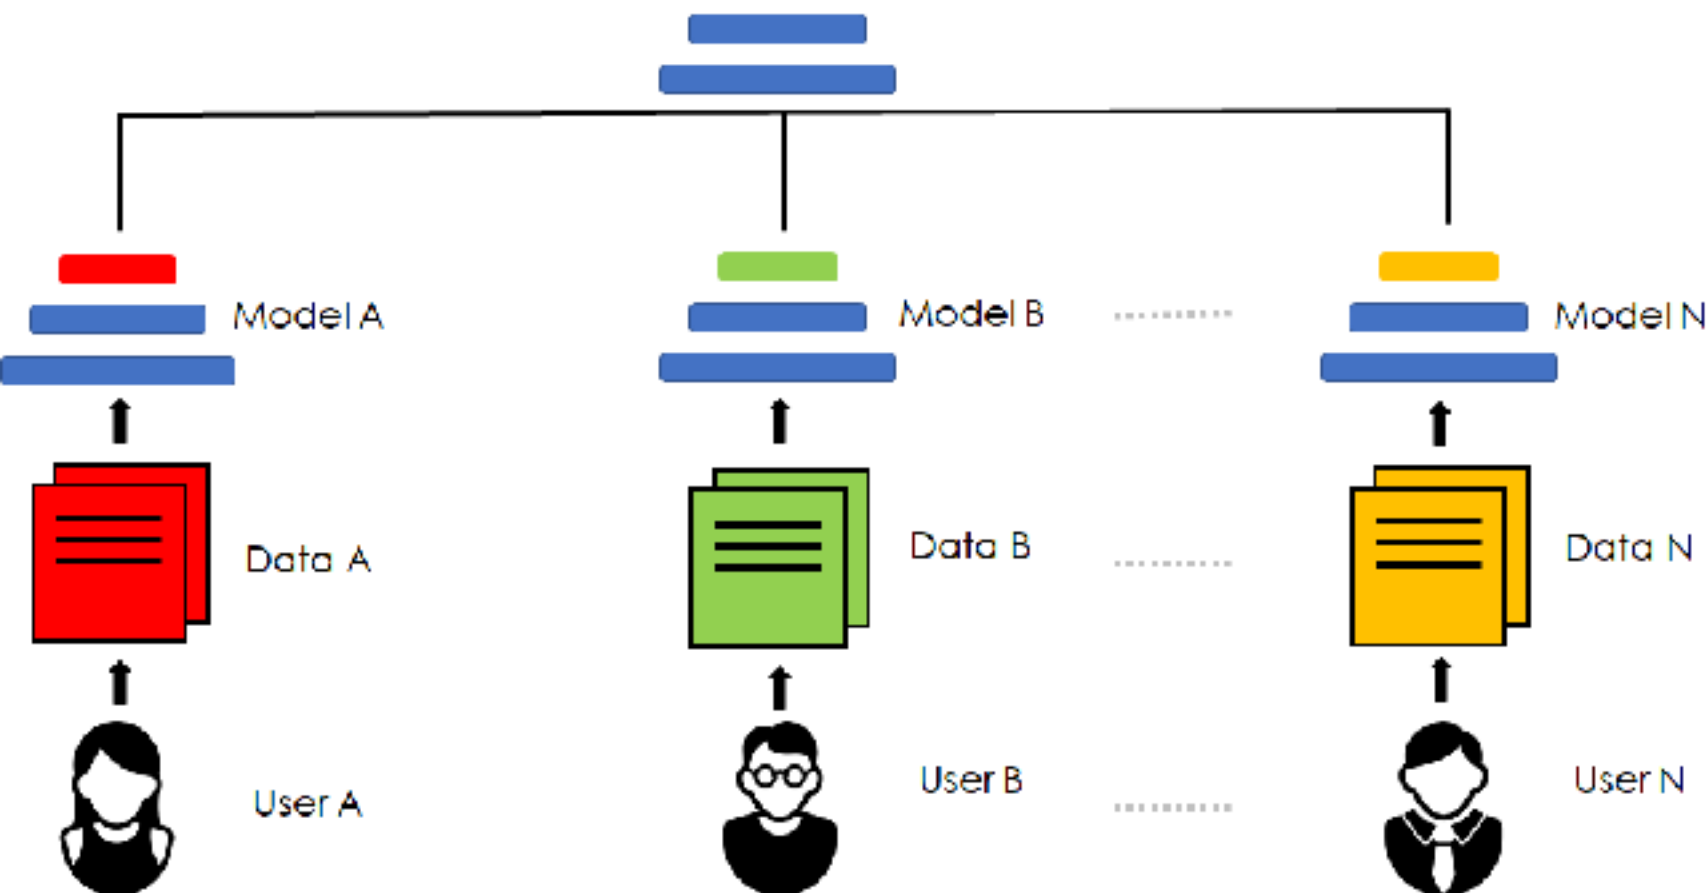 Model A
Model B
Model N
Data A
Data B
Data N
User A
User B
User N